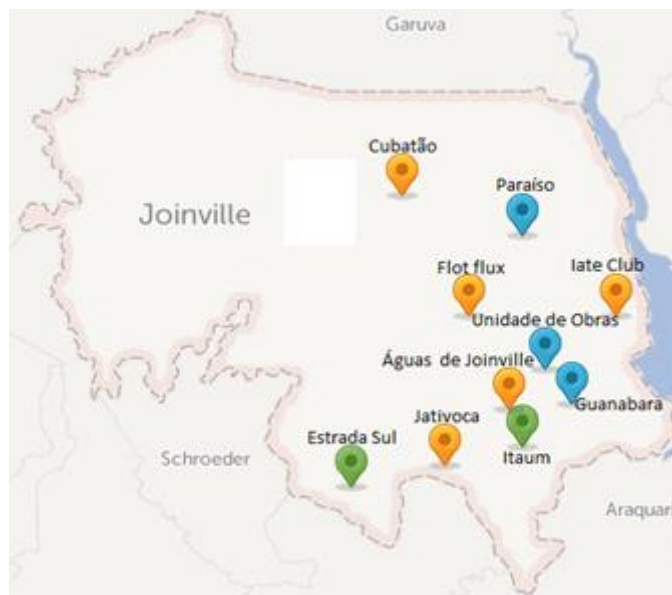 Garuva
Cubatão
Paraíso
Joinville
Flot flux
Iate Club
Unidade de Obras
Águas de Joinville
Guanabara
Jativoca
Estrada Sul
Itaum
Schroeder
Araquari